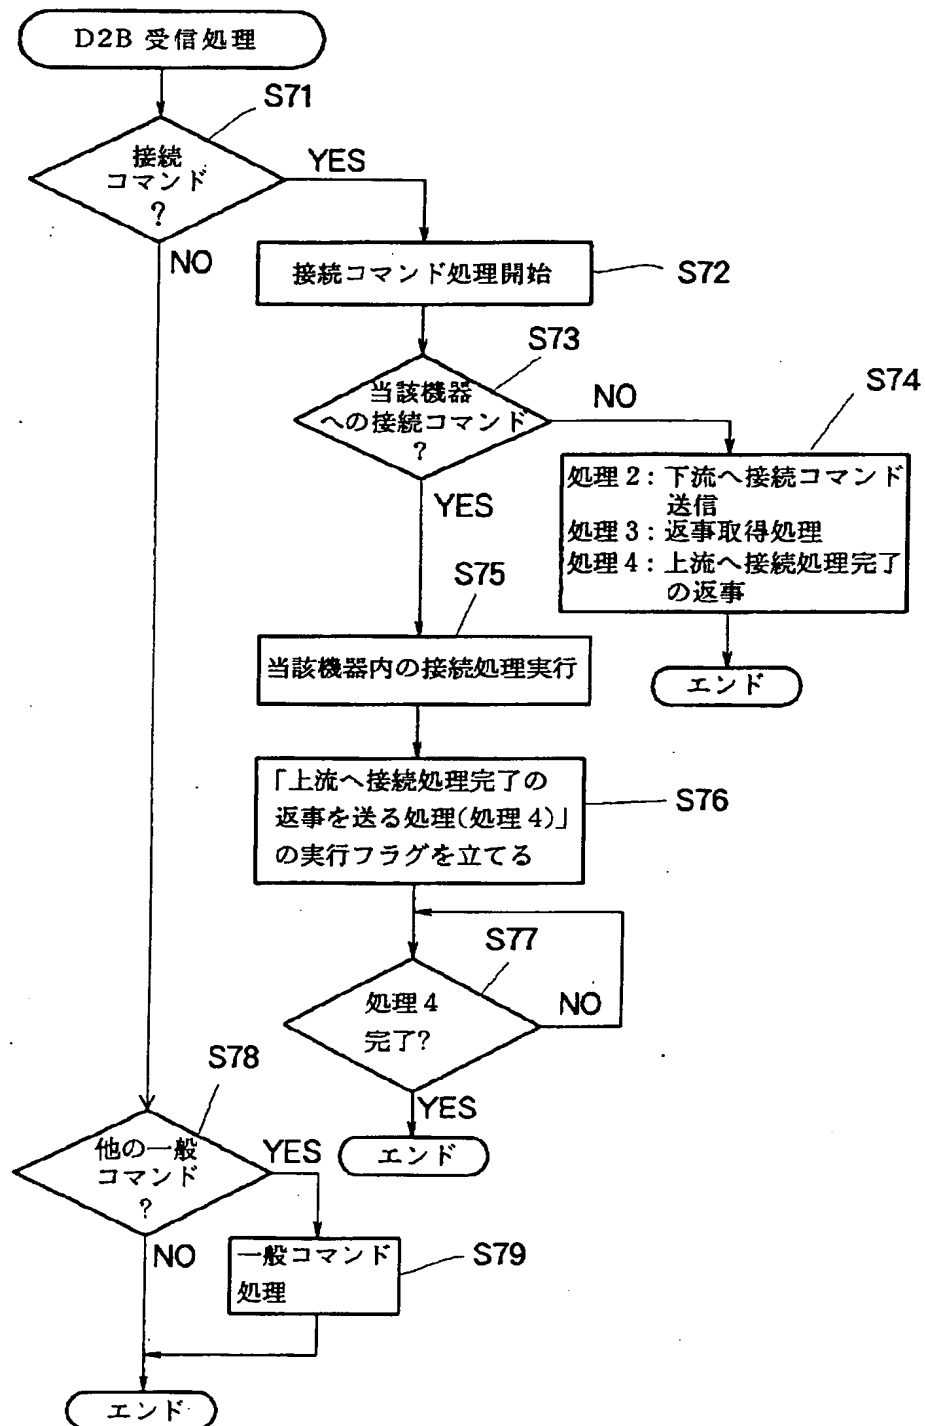 D2B 受信処理
S71
接続
コマンド
?
YES
NO
接続コマンド処理開始
S72
S73
当該機器
への接続コマンド
?
NO
YES
S74
処理2:下流へ接続コマンド
送信
処理3:返事取得処理
処理4:上流へ接続処理完了
の返事
エンド
S75
当該機器内の接続処理実行
「上流へ接続処理完了の
返事を送る処理(処理4)」
の実行フラグを立てる
S76
S77
処理4
完了?
NO
YES
エンド
S78
他の一般
コマンド
?
YES
NO
一般コマンド
処理
S79
エンド